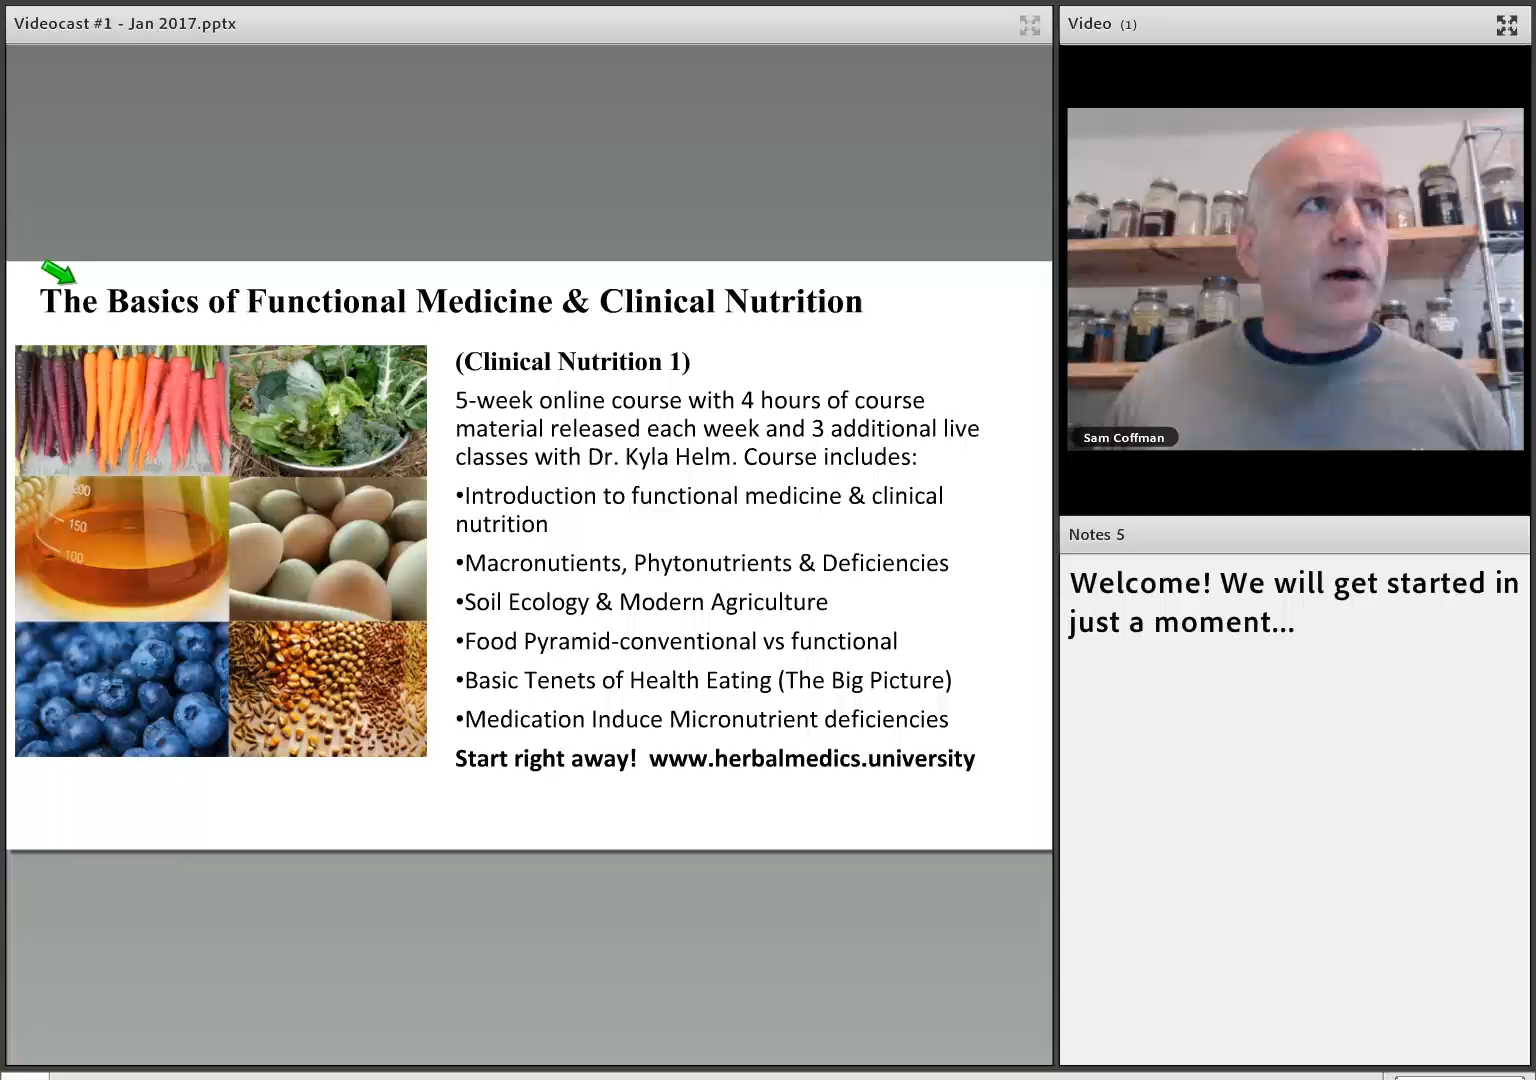 Videocast #1 - Jan 2017.pptx
Video (1)
The Basics of Functional Medicine & Clinical Nutrition
(Clinical Nutrition 1)
5-week online course with 4 hours of course
material released each week and 3 additional live
classes with Dr. Kyla Helm. Course includes:
•Introduction to functional medicine & clinical
nutrition
•Macronutients, Phytonutrients & Deficiencies
•Soil Ecology & Modern Agriculture
•Food Pyramid-conventional vs functional
•Basic Tenets of Health Eating (The Big Picture)
•Medication Induce Micronutrient deficiencies
Start right away!  www.herbalmedics.university
200
150
100
Sam Coffman
Notes 5
Welcome! We will get started in
just a moment...